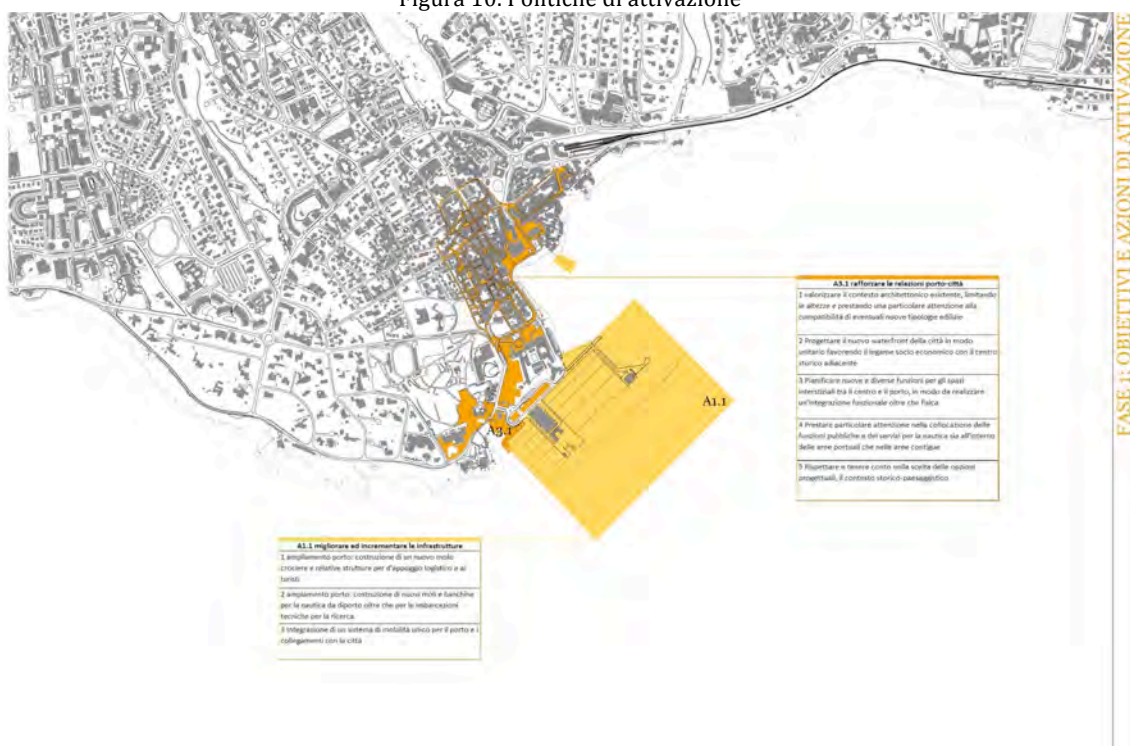 Figura 10.
di attivazione
FASE 1: OBIETTIVI E AZIONI DI ATTIVAZIONE
A3.1 rafforzare le relazioni porto-città
1 valorizzare il contesto architettonico esistente, limitando
le altezze e prestando una particolare attenzione alla
compatibilità di eventuali nuove tipologie edilizie
2 Progettare il nuovo waterfront della città in modo
unitario favorendo il legame socio economico con il centro
storico adiacente
3 Pianificare nuove e diverse funzioni per gli spazi
interstiziali tra il centro e il porto, in modo da realizzare
un'integrazione funzionale oltre che fisica
4 Prestare particolare attenzione nella collocazione delle
funzioni pubbliche e dei servizi per la nautica sia all'interno
delle aree portuali che nelle aree contigue
5 Rispettare e tenere conto nella scelta delle opzioni
progettuali, il contesto storico-paesaggistico
A1.1
A3.1
A1.1 migliorare ed incrementare le infrastrutture
1 ampliamento porto: costruzione di un nuovo molo
crociere e relative strutture per d'appoggio logistico e ai
turisti
2 ampliamento porto: costruzione di nuovi moli e banchine
per la nautica da diporto oltre che per le imbarcazioni
tecniche per la ricerca
3 Integrazione di un sistema di mobilità unico per il porto e i
collegamenti con la città